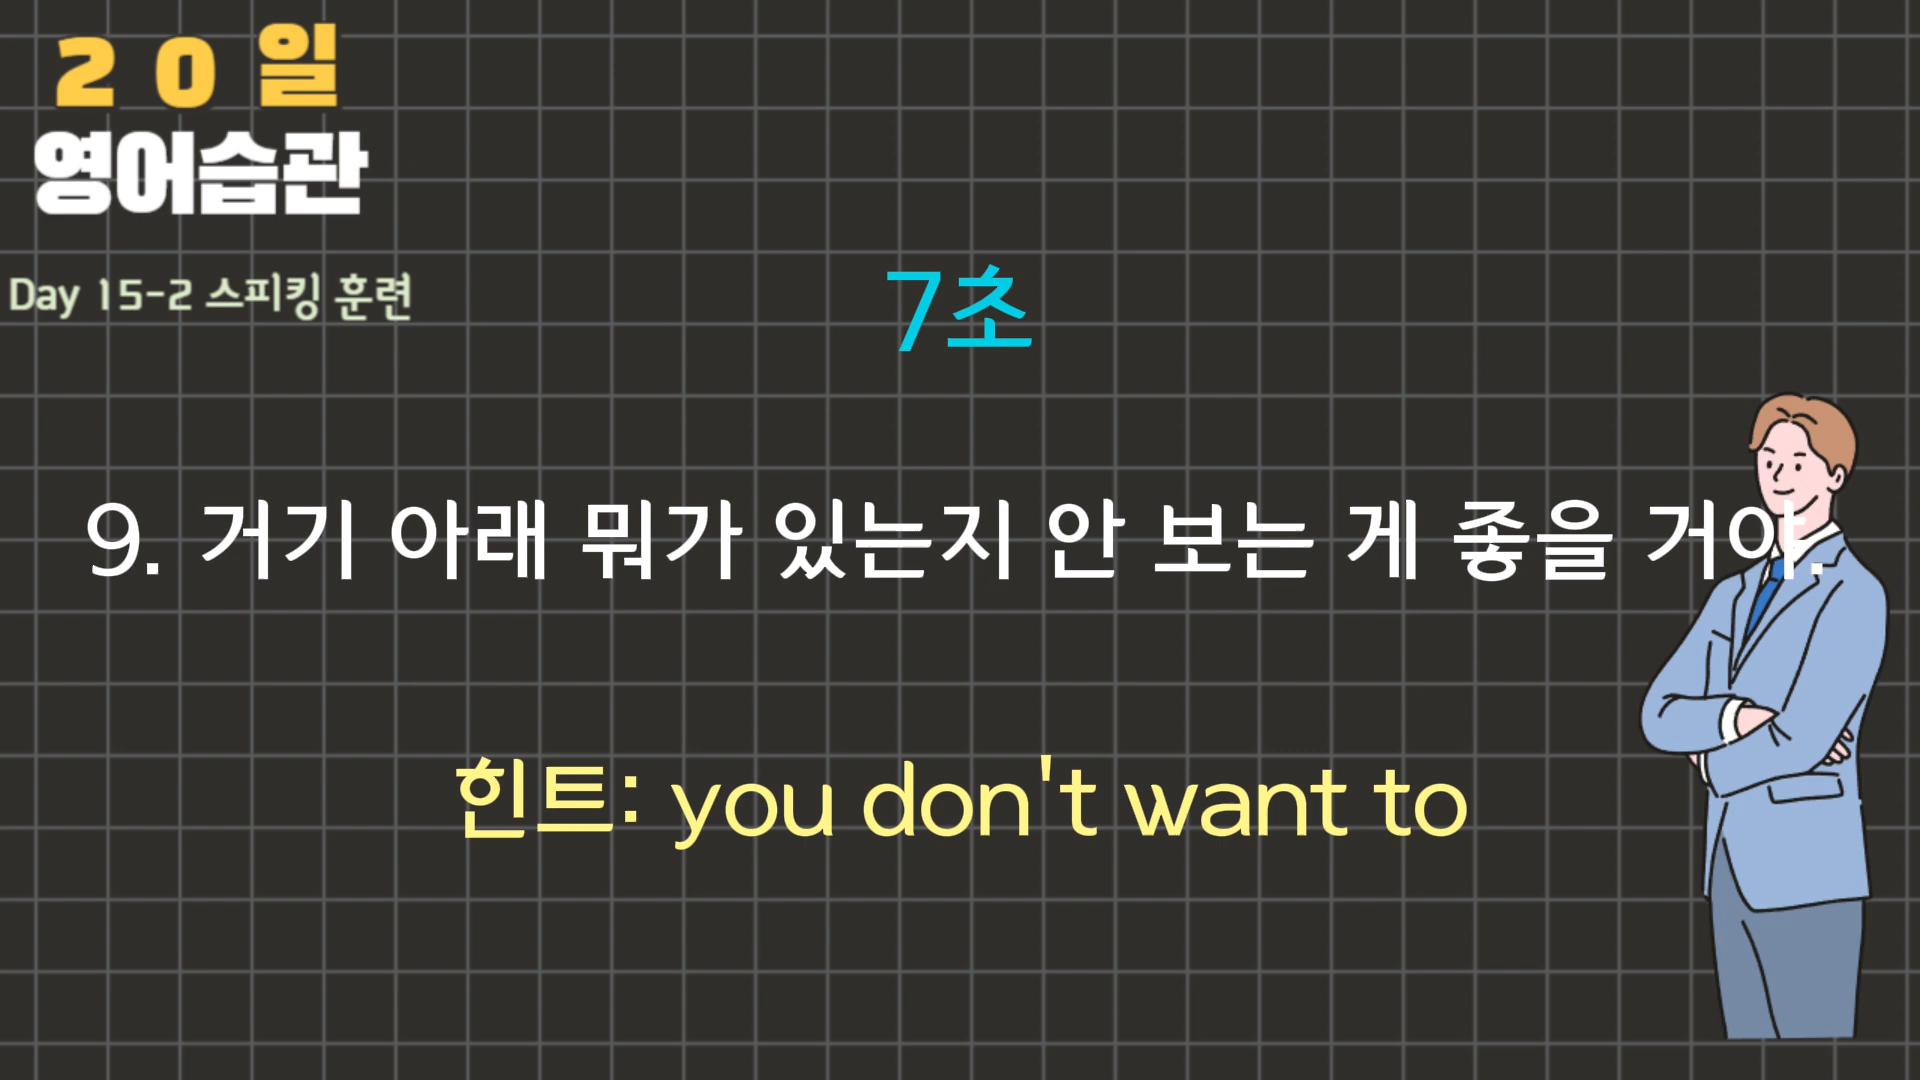 20일
영어습관
Day 15-2 스피킹 훈련
7초
9. 거기 아래 뭐가 있는지 안 보는 게 좋을 거야.
힌트: you don't want to